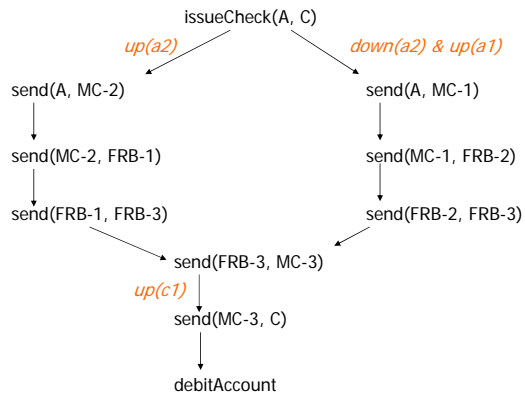 issueCheck(A, C)
up(a2)
down(a2) & up(a1)
send(A, MC-2)
send(A, MC-1)
send(MC-2, FRB-1)
send(MC-1, FRB-2)
send(FRB-1, FRB-3)
send(FRB-2, FRB-3)
send(FRB-3, MC-3)
up(c1)
send(MC-3, C)
debitAccount